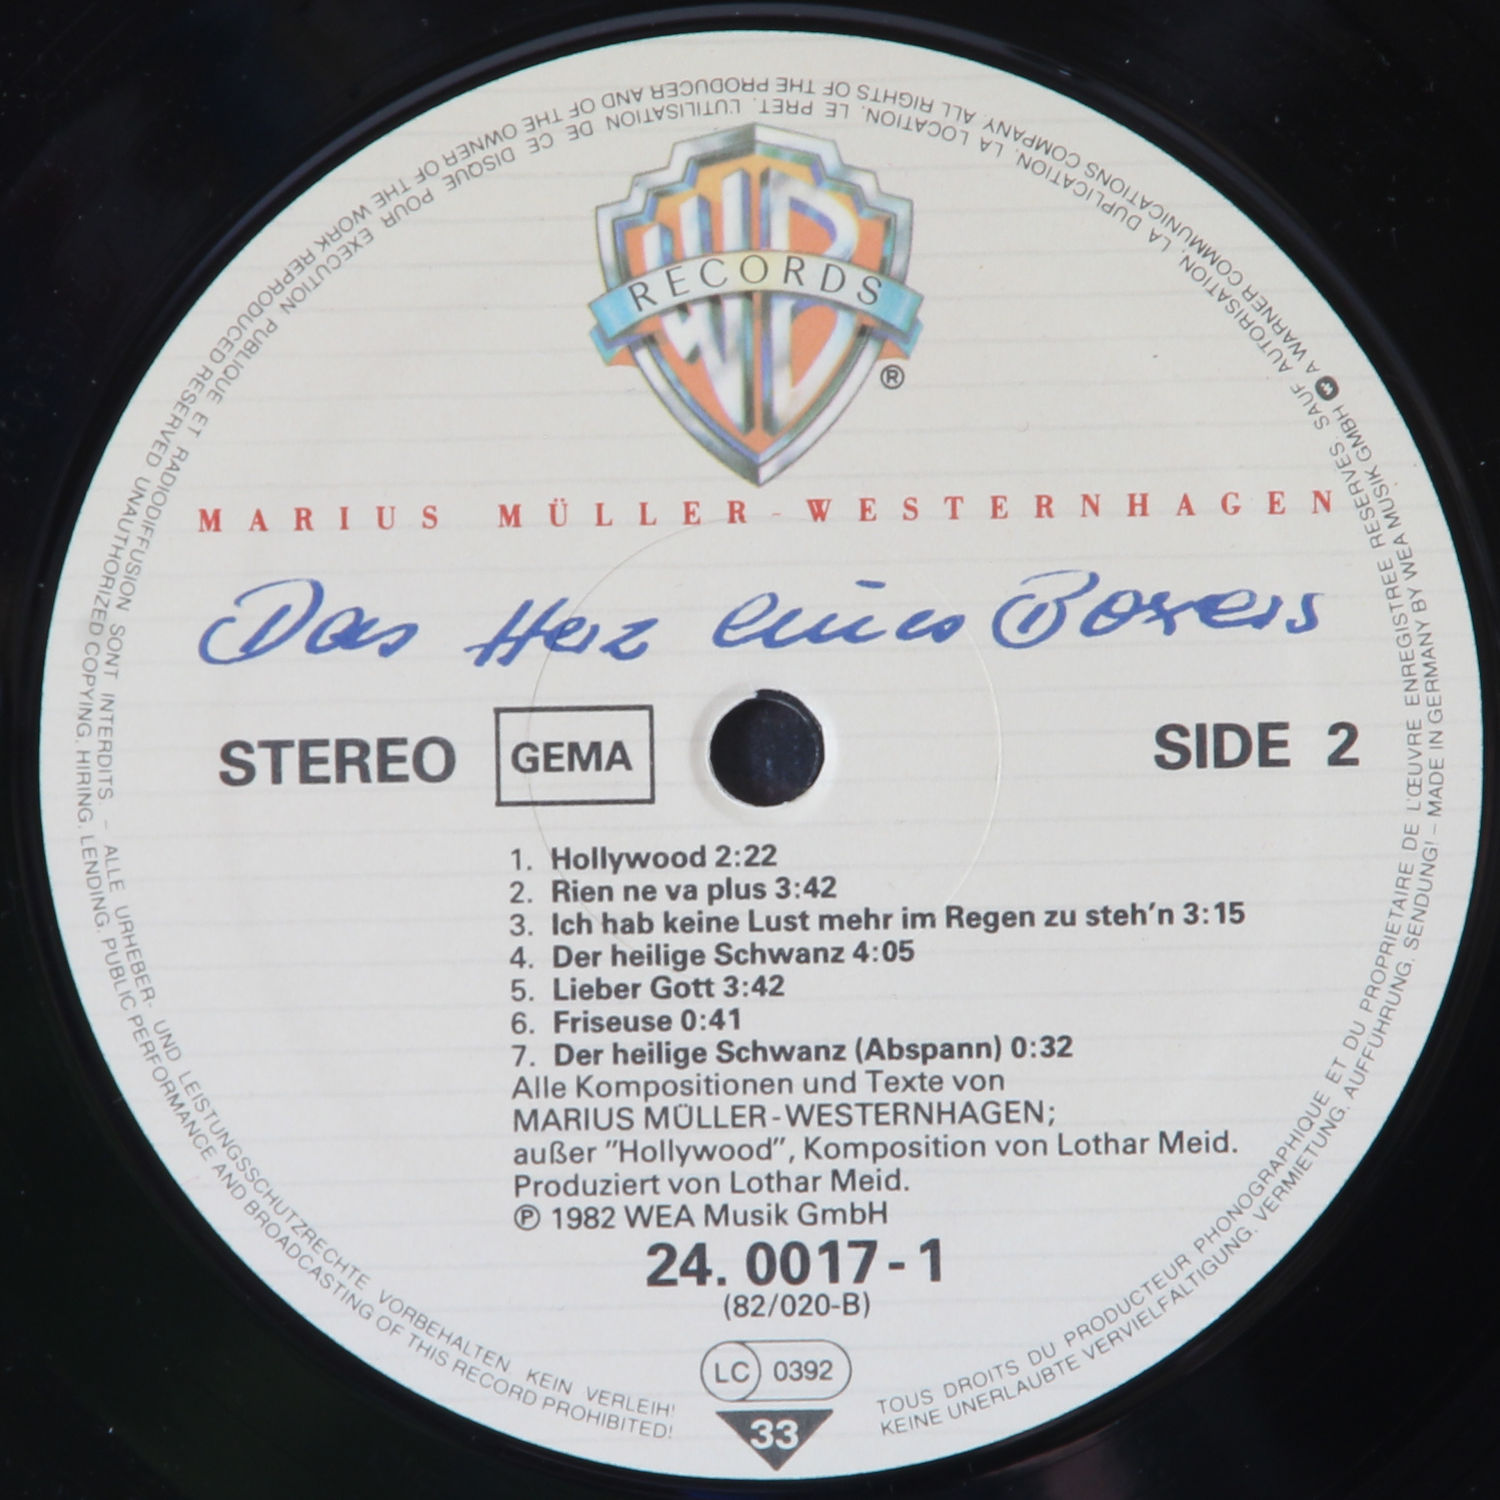 WB
RECORDS
®
MARIUS MÜLLER-WESTERNHAGEN
Das Herz eines Boxers
STEREO GEMA SIDE 2
1. Hollywood 2:22
2. Rien ne va plus 3:42
3. Ich hab keine Lust mehr im Regen zu steh'n 3:15
4. Der heilige Schwanz 4:05
5. Lieber Gott 3:42
6. Friseuse 0:41
7. Der heilige Schwanz (Abspann) 0:32
Alle Kompositionen und Texte von
MARIUS MÜLLER-WESTERNHAGEN;
außer "Hollywood", Komposition von Lothar Meid.
Produziert von Lothar Meid.
℗ 1982 WEA Musik GmbH
24. 0017-1
(82/020-B)
LC 0392
33
TOUS DROITS DU PRODUCTEUR PHONOGRAPHIQUE ET DU PROPRIETAIRE DE L'ŒUVRE ENREGISTREE RESERVES. SAUF AUTORISATION, LA DUPLICATION, LA LOCATION, LE PRET, L'UTILISATION DE CE DISQUE POUR EXECUTION PUBLIQUE ET RADIODIFFUSION SONT INTERDITS – ALLE URHEBER- UND LEISTUNGSSCHUTZRECHTE VORBEHALTEN. KEIN VERLEIH!
KEINE UNERLAUBTE VERVIELFÄLTIGUNG, VERMIETUNG, AUFFÜHRUNG, SENDUNG! – MADE IN GERMANY BY WEA MUSIK GMBH A WARNER COMMUNICATIONS COMPANY. ALL RIGHTS OF THE PRODUCER AND OF THE OWNER OF THE WORK REPRODUCED RESERVED UNAUTHORIZED COPYING, HIRING, LENDING, PUBLIC PERFORMANCE AND BROADCASTING OF THIS RECORD PROHIBITED!